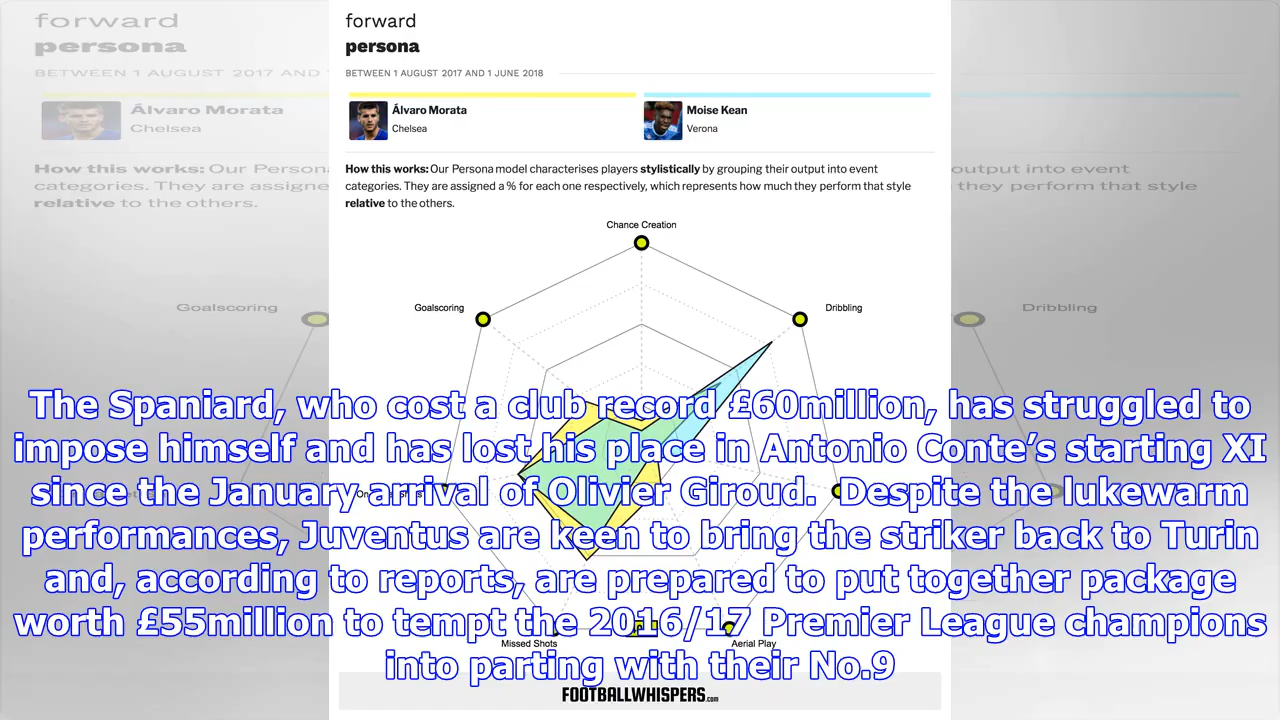 forward
persona
BETWEEN 1 AUGUST 2017 AND 1 JUNE 2018
Álvaro Morata
Chelsea
Moise Kean
Verona
How this works: Our Persona model characterises players stylistically by grouping their output into event
categories. They are assigned a % for each one respectively, which represents how much they perform that style
relative to the others.
Chance Creation
Goalscoring
Dribbling
The Spaniard, who cost a club record £60million, has struggled to
impose himself and has lost his place in Antonio Conte’s starting XI
since the January arrival of Olivier Giroud. Despite the lukewarm
performances, Juventus are keen to bring the striker back to Turin
and, according to reports, are prepared to put together package
worth £55million to tempt the 2016/17 Premier League champions
into parting with their No.9
Missed Shots
Aerial Play
FOOTBALLWHISPERS.com